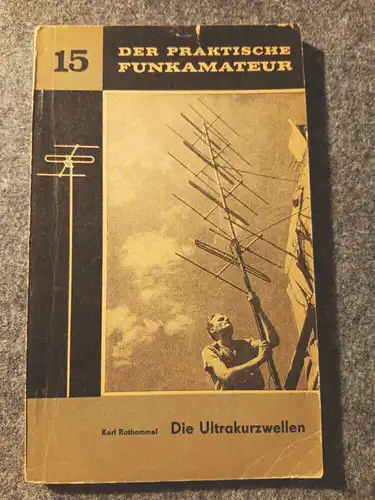 15
DER PRAKTISCHE
FUNKAMATEUR
Karl Rothammel Die Ultrakurzwellen